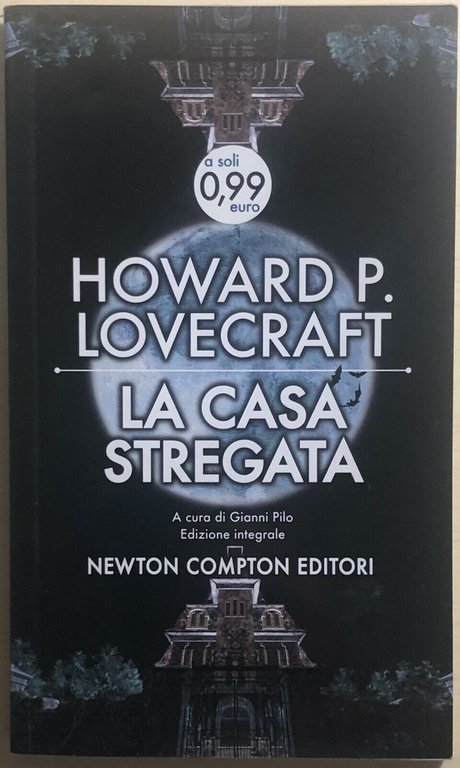 a soli
0,99
euro
HOWARD P.
LOVECRAFT
LA CASA
STREGATA
A cura di Gianni Pilo
Edizione integrale
NEWTON COMPTON EDITORI